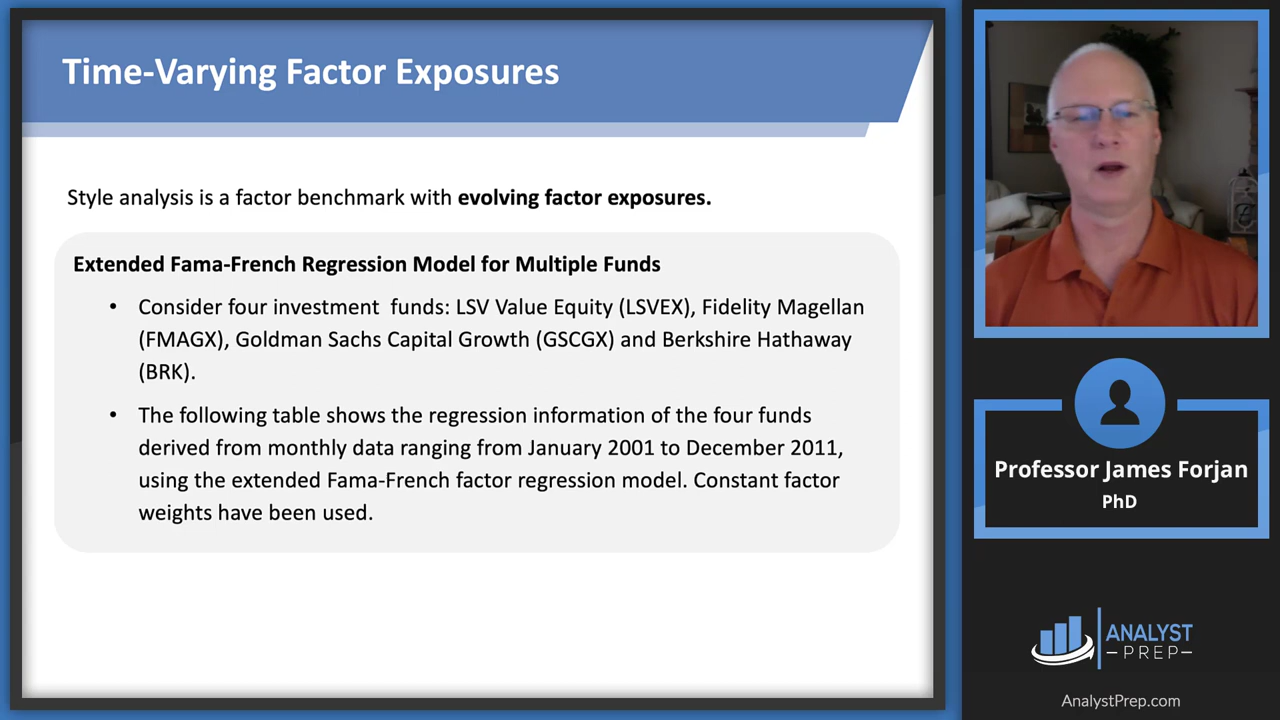 Time-Varying Factor Exposures
Style analysis is a factor benchmark with evolving factor exposures.
Extended Fama-French Regression Model for Multiple Funds
• Consider four investment funds: LSV Value Equity (LSVEX), Fidelity Magellan
(FMAGX), Goldman Sachs Capital Growth (GSCGX) and Berkshire Hathaway
(BRK).
• The following table shows the regression information of the four funds
derived from monthly data ranging from January 2001 to December 2011,
using the extended Fama-French factor regression model. Constant factor
weights have been used.
Professor James Forjan
PhD
ANALYST
PREP
AnalystPrep.com